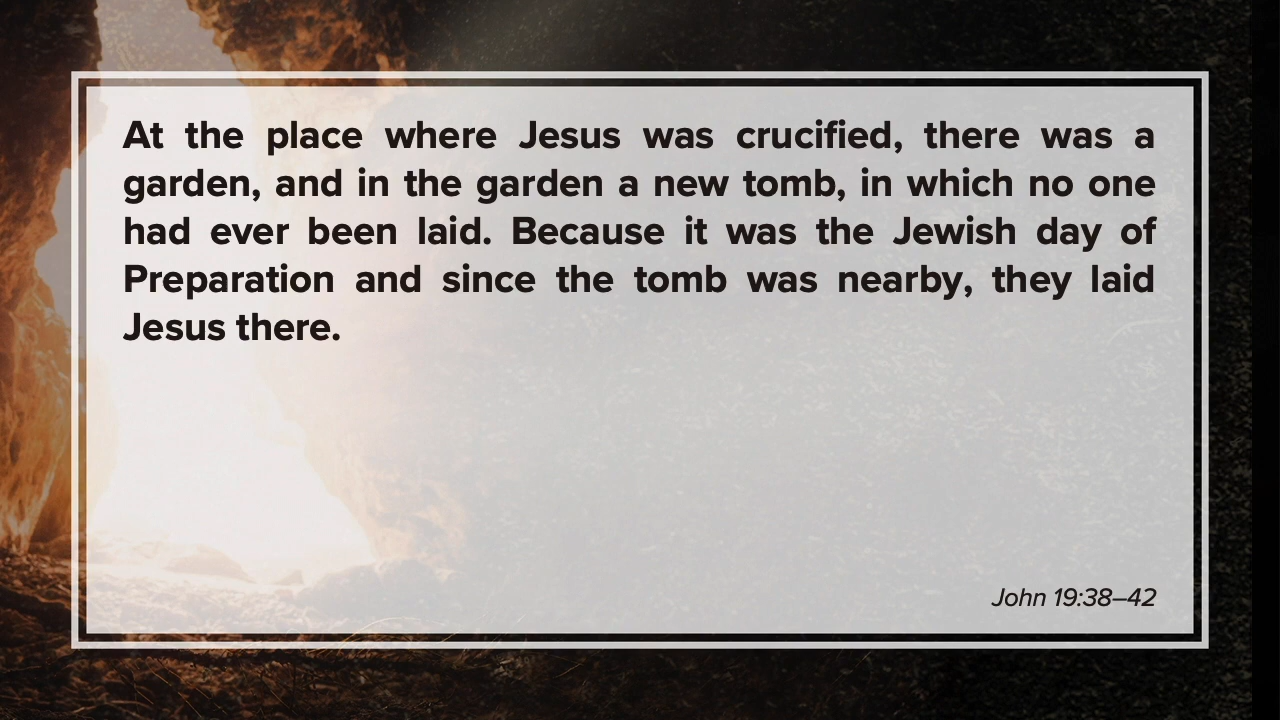 At the place where Jesus was crucified, there was a
garden, and in the garden a new tomb, in which no one
had ever been laid. Because it was the Jewish day of
Preparation and since the tomb was nearby, they laid
Jesus there.
John 19:38–42